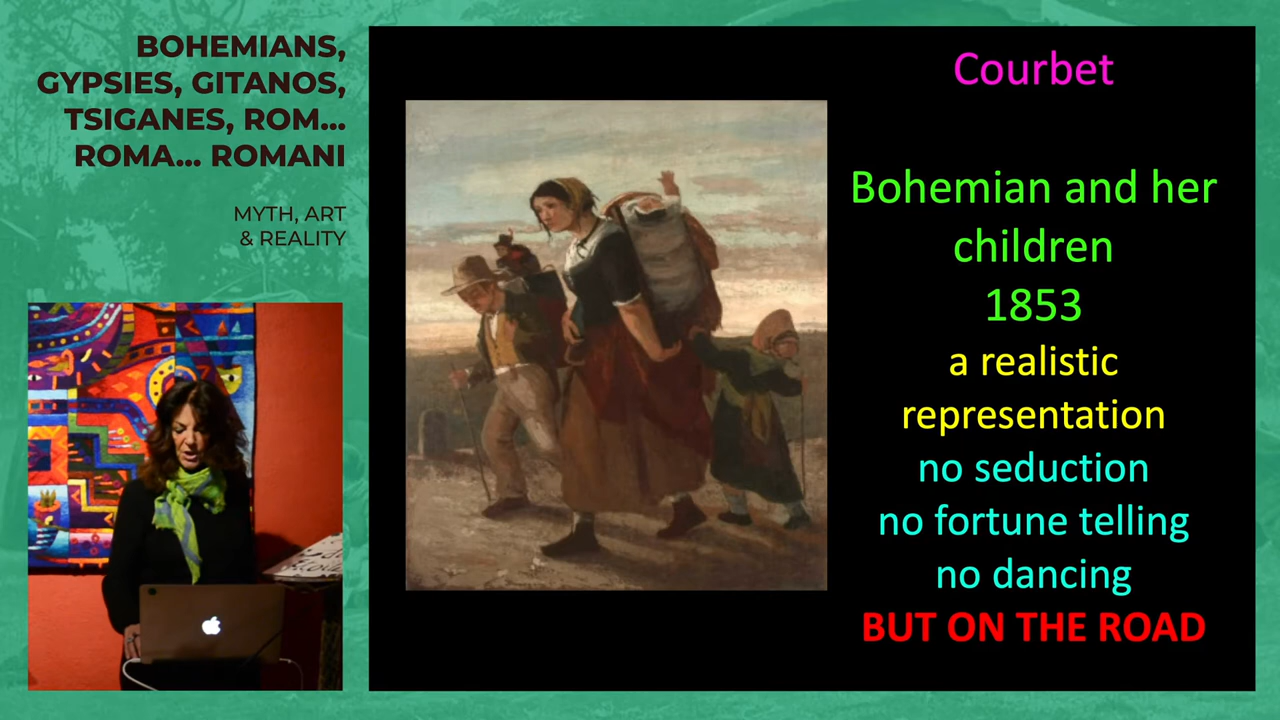 BOHEMIANS,
GYPSIES, GITANOS,
TSIGANES, ROM...
ROMA... ROMANI
MYTH, ART
& REALITY
Courbet
Bohemian and her
children
1853
a realistic
representation
no seduction
no fortune telling
no dancing
BUT ON THE ROAD